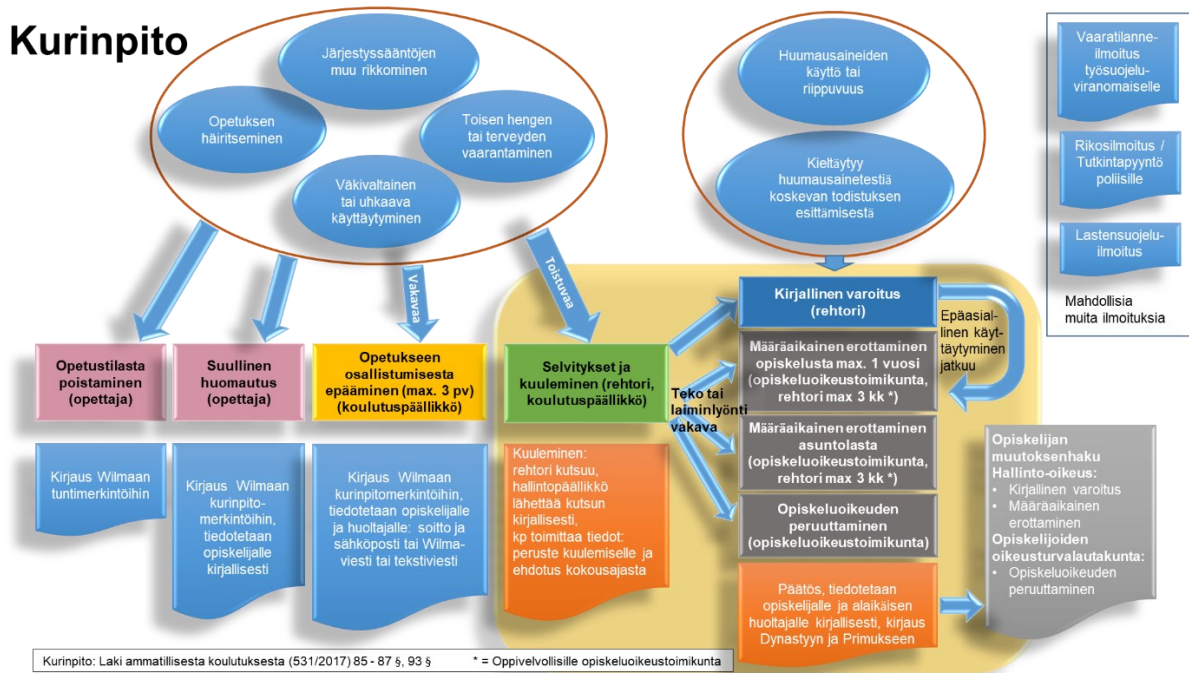 Kurinpito
Järjestyssääntöjen
muu rikkominen
Opetuksen
häiritseminen
Toisen hengen
tai terveyden
vaarantaminen
Väkivaltainen
tai uhkaava
käyttäytyminen
Huumausaineiden
käyttö tai
riippuvuus
Kieltäytyy
huumausainetestiä
koskevan todistuksen
esittämisestä
Vaaratilanne-
ilmoitus
työsuojelu-
viranomaiselle
Rikosilmoitus /
Tutkintapyyntö
poliisille
Lastensuojelu-
ilmoitus
Mahdollisia
muita ilmoituksia
Vakavaa
Toistuvaa
Opetustilasta
poistaminen
(opettaja)
Suullinen
huomautus
(opettaja)
Opetukseen
osallistumisesta
epääminen (max. 3 pv)
(koulutuspäällikkö)
Selvitykset ja
kuuleminen (rehtori,
koulutuspäällikkö)
Teko tai
laiminlyönti
vakava
Kirjallinen varoitus
(rehtori)
Epäasial-
linen käyt-
täytyminen
jatkuu
Määräaikainen erottaminen
opiskelusta max. 1 vuosi
(opiskeluoikeustoimikunta,
rehtori max 3 kk *)
Määräaikainen erottaminen
asuntolasta
(opiskeluoikeustoimikunta,
rehtori max 3 kk *)
Opiskeluoikeuden
peruuttaminen
(opiskeluoikeustoimikunta)
Kirjaus Wilmaan
tuntimerkintöihin
Kirjaus Wilmaan
kurinpito-
merkintöihin,
tiedotetaan
opiskelijalle
kirjallisesti
Kirjaus Wilmaan
kurinpitomerkintöihin,
tiedotetaan opiskelijalle
ja huoltajalle: soitto ja
sähköposti tai Wilma-
viesti tai tekstiviesti
Kuuleminen:
rehtori kutsuu,
hallintopäällikkö
lähettää kutsun
kirjallisesti,
kp toimittaa tiedot:
peruste kuulemiselle ja
ehdotus kokousajasta
Päätös, tiedotetaan
opiskelijalle ja alaikäisen
huoltajalle kirjallisesti, kirjaus
Dynastyyn ja Primukseen
Opiskelijan
muutoksenhaku
Hallinto-oikeus:
• Kirjallinen varoitus
• Määräaikainen
erottaminen
Opiskelijoiden
oikeusturvalautakunta:
• Opiskeluoikeuden
peruuttaminen
Kurinpito: Laki ammatillisesta koulutuksesta (531/2017) 85 - 87 §, 93 § * = Oppivelvollisille opiskeluoikeustoimikunta